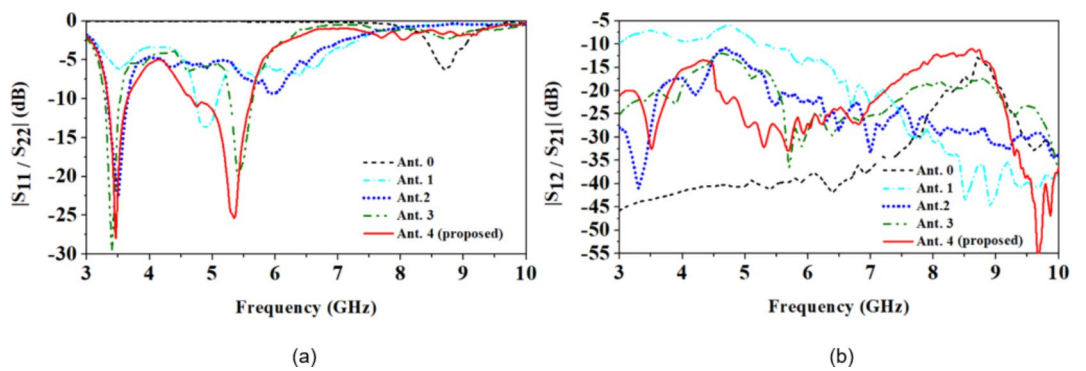 |S11 / S22| (dB)
0
-5
-10
-15
-20
-25
-30
Ant. 0
Ant. 1
Ant.2
Ant. 3
Ant. 4 (proposed)
3 4 5 6 7 8 9 10
Frequency (GHz)
(a)
|S12 / S21| (dB)
-5
-10
-15
-20
-25
-30
-35
-40
-45
-50
-55
Ant. 0
Ant. 1
Ant.2
Ant. 3
Ant. 4 (proposed)
3 4 5 6 7 8 9 10
Frequency (GHz)
(b)